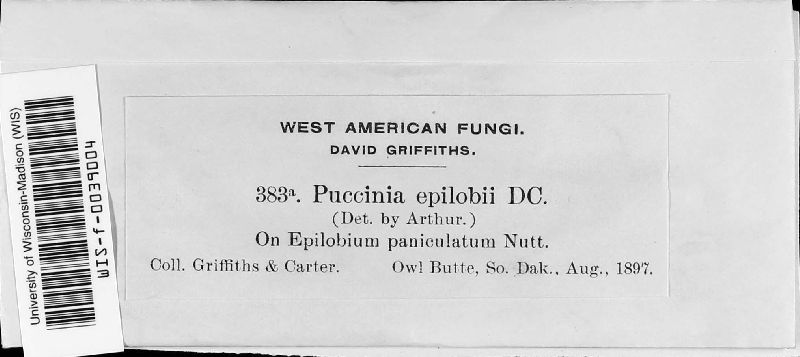 WEST AMERICAN FUNGI.
DAVID GRIFFITHS.
383ª. Puccinia epilobii DC.
(Det. by Arthur.)
On Epilobium paniculatum Nutt.
Coll. Griffiths & Carter. Owl Butte, So. Dak., Aug., 1897.
University of Wisconsin-Madison (WIS)
WIS-f-0039004